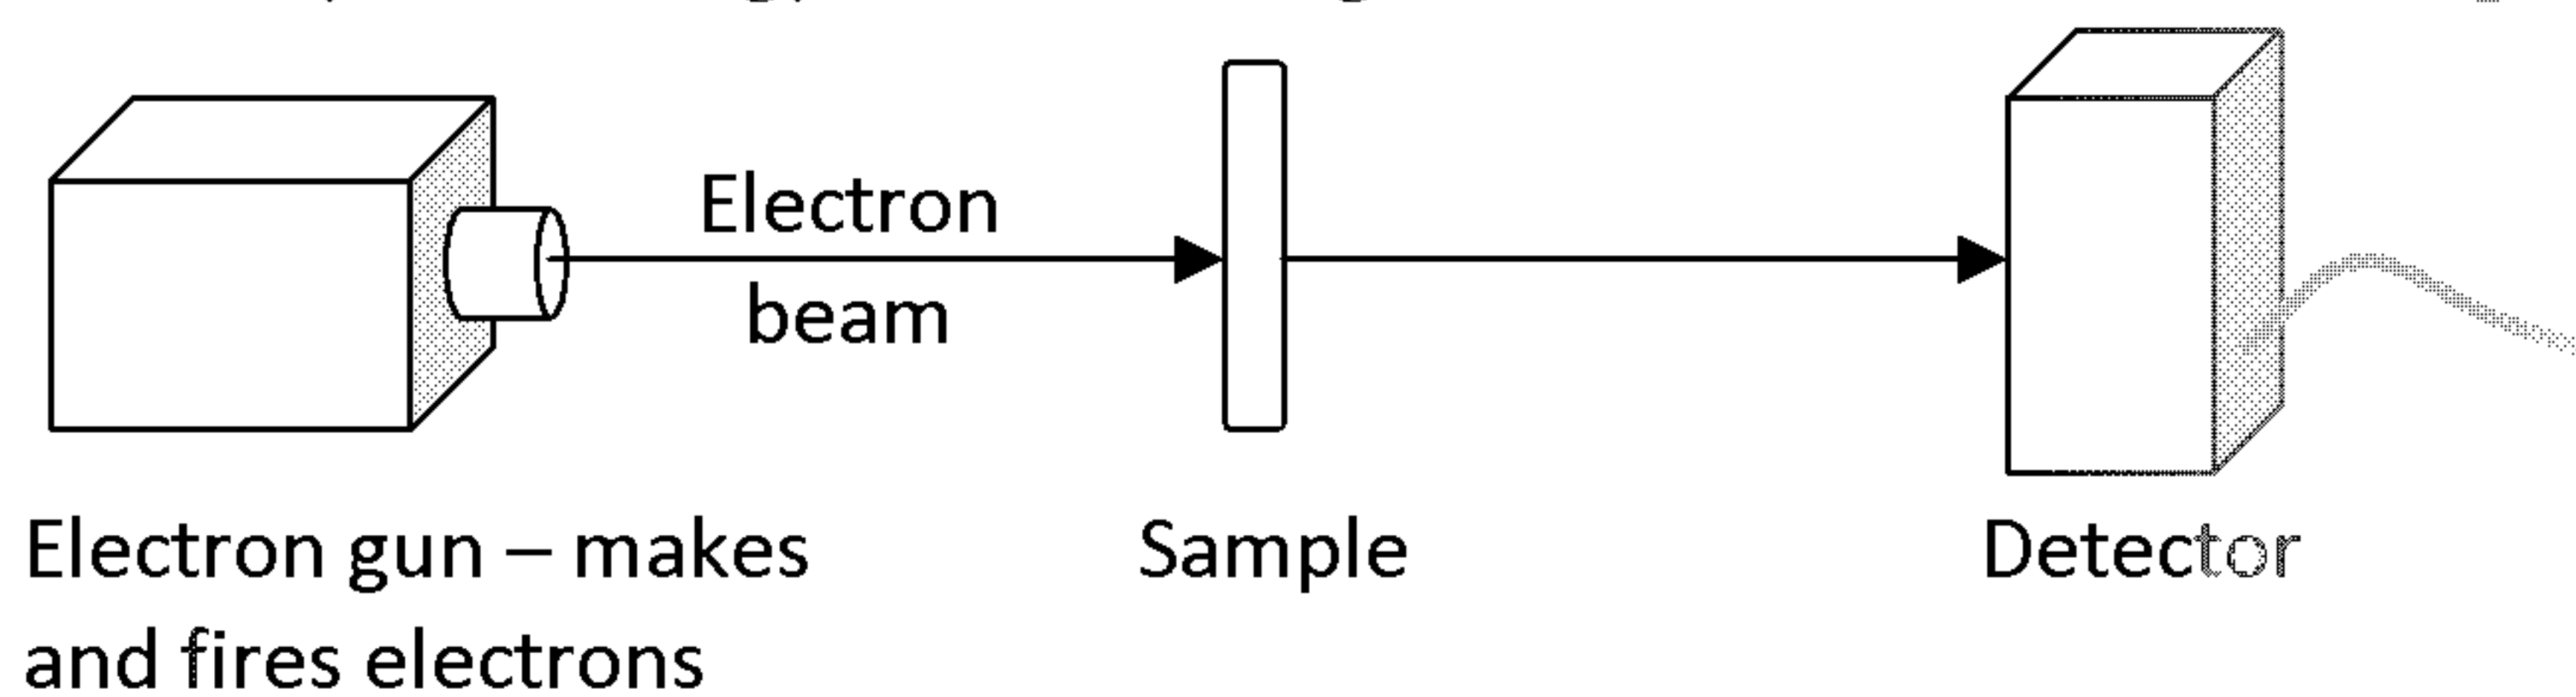 Electron
beam
Electron gun – makes
and fires electrons
Sample
Detector